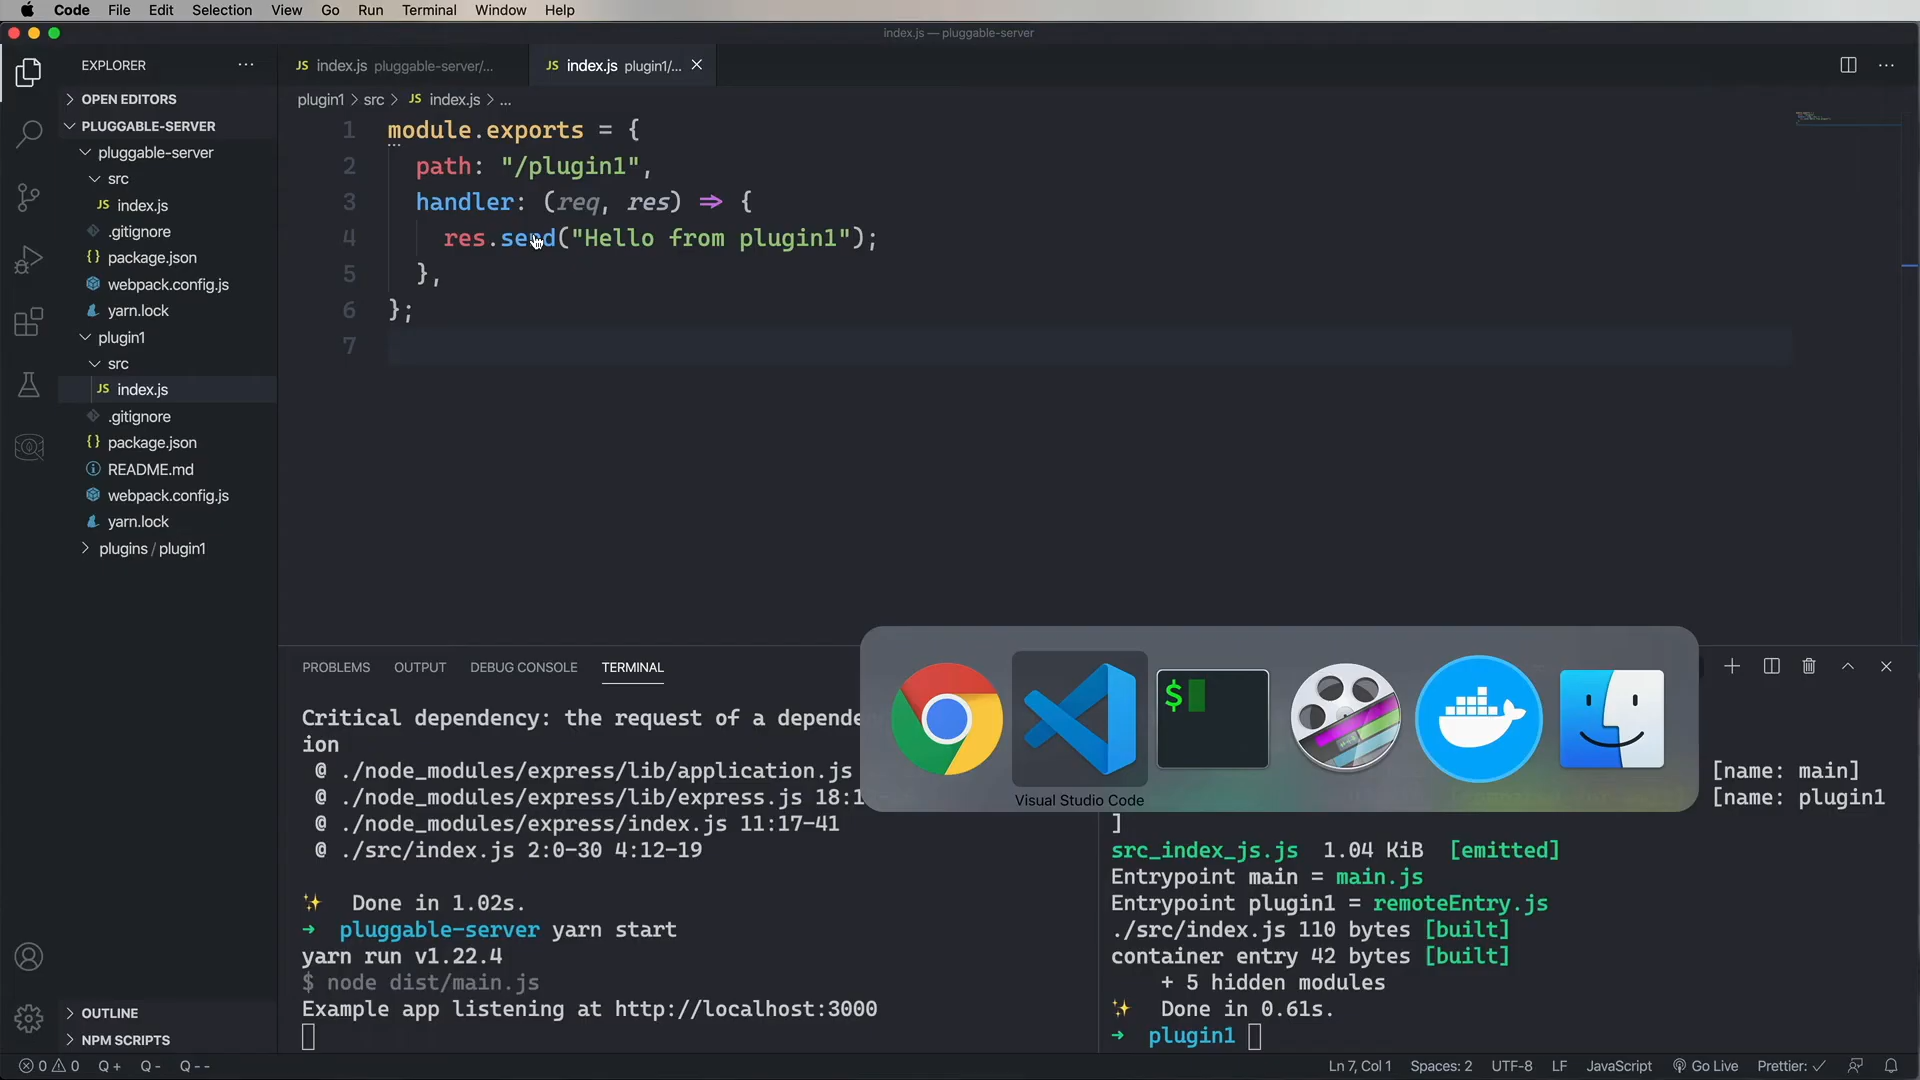 Code File Edit Selection View Go Run Terminal Window Help
index.js — pluggable-server
EXPLORER
OPEN EDITORS
PLUGGABLE-SERVER
pluggable-server
src
JS index.js
.gitignore
{} package.json
webpack.config.js
yarn.lock
plugin1
src
JS index.js
.gitignore
{} package.json
README.md
webpack.config.js
yarn.lock
plugins / plugin1
OUTLINE
NPM SCRIPTS
JS index.js pluggable-server/...
JS index.js plugin1/...
plugin1 > src > JS index.js > ...
1 module.exports = {
2 path: "/plugin1",
3 handler: (req, res) => {
4 res.send("Hello from plugin1");
5 },
6 };
7
PROBLEMS OUTPUT DEBUG CONSOLE TERMINAL
Critical dependency: the request of a depende
ion
@ ./node_modules/express/lib/application.js
@ ./node_modules/express/lib/express.js 18:1
@ ./node_modules/express/index.js 11:17-41
@ ./src/index.js 2:0-30 4:12-19
✨ Done in 1.02s.
➜ pluggable-server yarn start
yarn run v1.22.4
$ node dist/main.js
Example app listening at http://localhost:3000
$
Visual Studio Code
[name: main]
[name: plugin1
]
src_index_js.js 1.04 KiB [emitted]
Entrypoint main = main.js
Entrypoint plugin1 = remoteEntry.js
./src/index.js 110 bytes [built]
container entry 42 bytes [built]
+ 5 hidden modules
✨ Done in 0.61s.
➜ plugin1
0 0 Q+ Q- Q-- Ln 7, Col 1 Spaces: 2 UTF-8 LF JavaScript Go Live Prettier: ✓